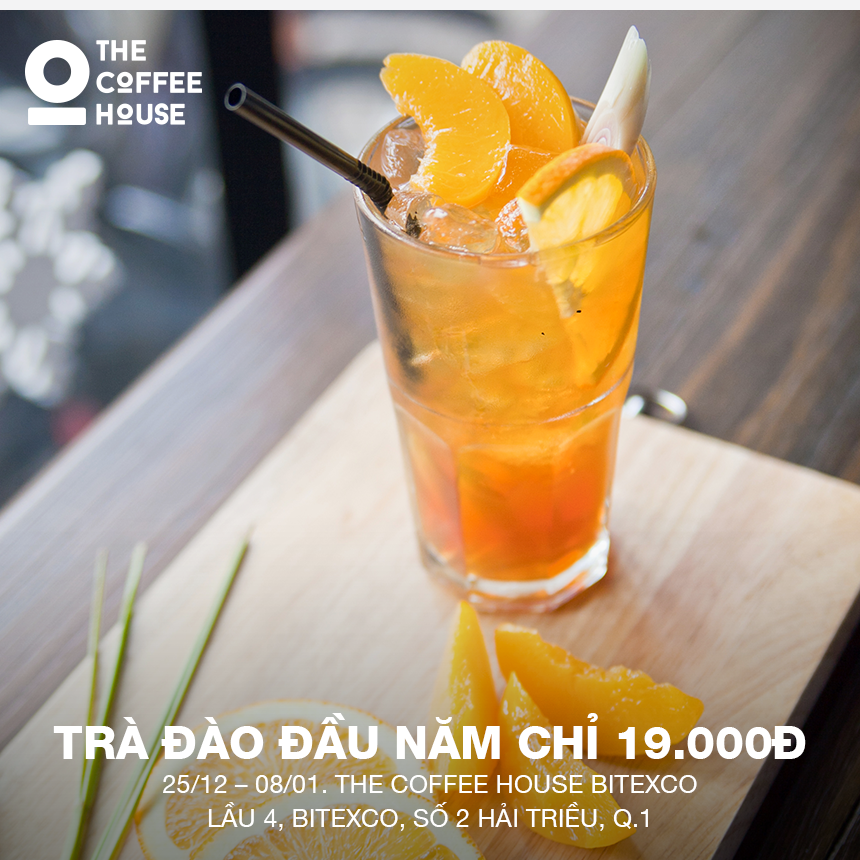 THE
COFFEE
HOUSE
TRÀ ĐÀO ĐẦU NĂM CHỈ 19.000Đ
25/12 – 08/01. THE COFFEE HOUSE BITEXCO
LẦU 4, BITEXCO, SỐ 2 HẢI TRIỀU, Q.1